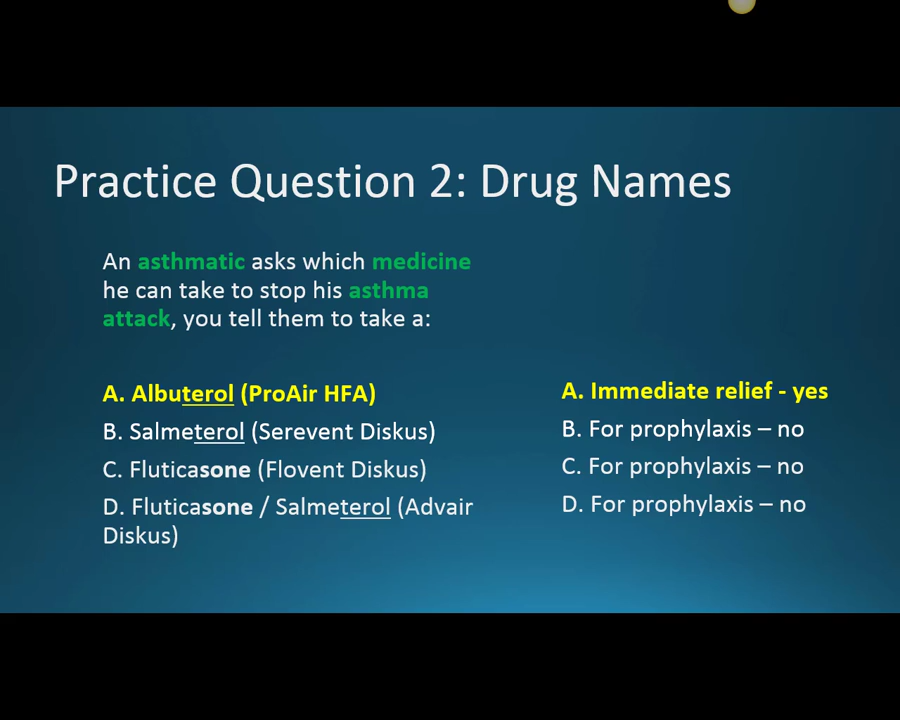 Practice Question 2: Drug Names
An asthmatic asks which medicine
he can take to stop his asthma
attack, you tell them to take a:
A. Albuterol (ProAir HFA)
B. Salmeterol (Serevent Diskus)
C. Fluticasone (Flovent Diskus)
D. Fluticasone / Salmeterol (Advair
Diskus)
A. Immediate relief - yes
B. For prophylaxis – no
C. For prophylaxis – no
D. For prophylaxis – no